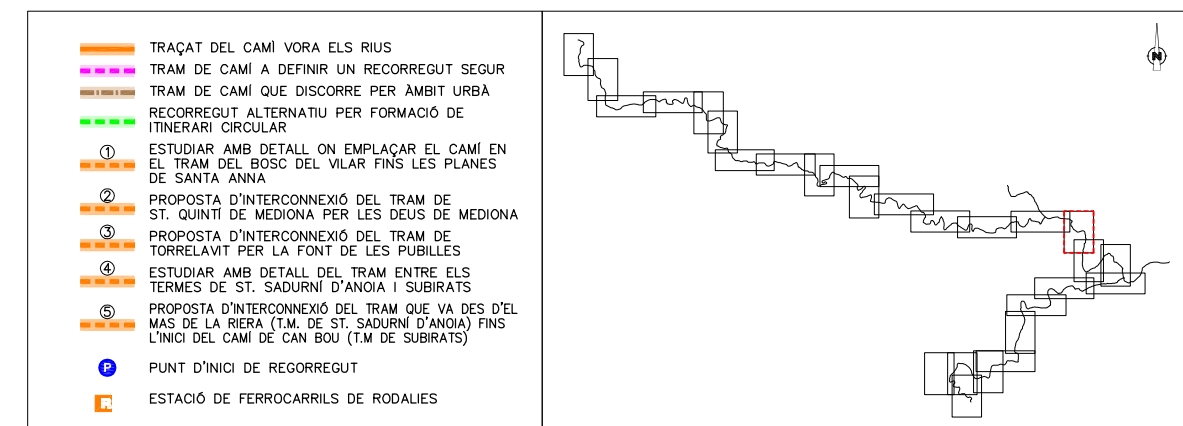 TRAÇAT DEL CAMÌ VORA ELS RIUS
TRAM DE CAMÍ A DEFINIR UN RECORREGUT SEGUR
TRAM DE CAMÍ QUE DISCORRE PER ÀMBIT URBÀ
RECORREGUT ALTERNATIU PER FORMACIÓ DE
ITINERARI CIRCULAR
① ESTUDIAR AMB DETALL ON EMPLAÇAR EL CAMÍ EN
EL TRAM DEL BOSC DEL VILAR FINS LES PLANES
DE SANTA ANNA
② PROPOSTA D'INTERCONNEXIÓ DEL TRAM DE
ST. QUINTÍ DE MEDIONA PER LES DEUS DE MEDIONA
③ PROPOSTA D'INTERCONNEXIÓ DEL TRAM DE
TORRELAVIT PER LA FONT DE LES PUBILLES
④ ESTUDIAR AMB DETALL DEL TRAM ENTRE ELS
TERMES DE ST. SADURNÍ D'ANOIA I SUBIRATS
⑤ PROPOSTA D'INTERCONNEXIÓ DEL TRAM QUE VA DES D'EL
MAS DE LA RIERA (T.M. DE ST. SADURNÍ D'ANOIA) FINS
L'INICI DEL CAMÍ DE CAN BOU (T.M DE SUBIRATS)
P PUNT D'INICI DE REGORREGUT
R ESTACIÓ DE FERROCARRILS DE RODALIES
N